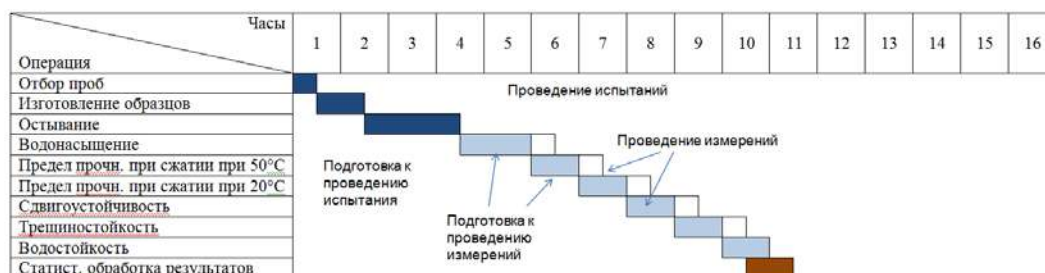 Часы
1 2 3 4 5 6 7 8 9 10 11 12 13 14 15 16
Операция
Отбор проб
Проведение испытаний
Изготовление образцов
Остывание
Водонасыщение
Проведение измерений
Предел прочн. при сжатии при 50°С
Подготовка к
проведению
испытания
Предел прочн. при сжатии при 20°С
Сдвигоустойчивость
Подготовка к
проведению
измерений
Трещиностойкость
Водостойкость
Статист. обработка результатов